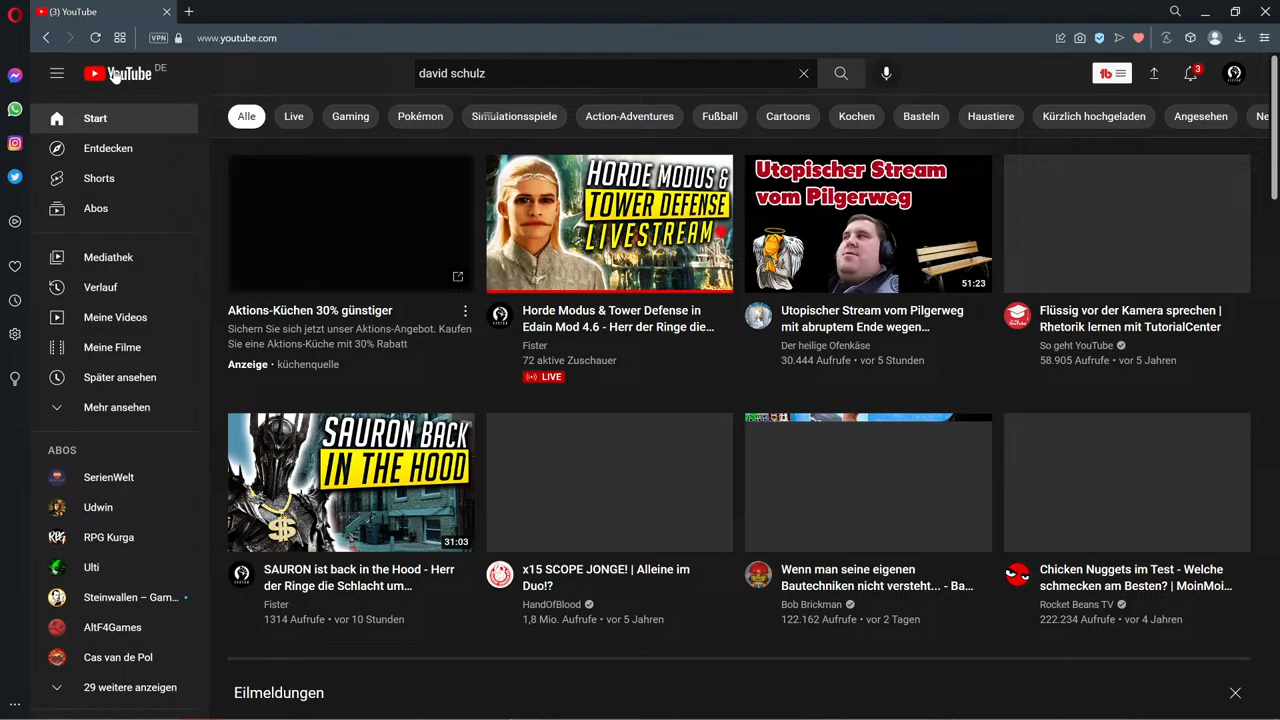 (3) YouTube
VPN
www.youtube.com
YouTube DE
david schulz
3
Start
Entdecken
Shorts
Abos
Mediathek
Verlauf
Meine Videos
Meine Filme
Später ansehen
Mehr ansehen
ABOS
SerienWelt
Udwin
RPG Kurga
Ulti
Steinwallen – Gam...
AltF4Games
Cas van de Pol
29 weitere anzeigen
Alle
Live
Gaming
Pokémon
Simulationsspiele
Action-Adventures
Fußball
Cartoons
Kochen
Basteln
Haustiere
Kürzlich hochgeladen
Angesehen
Ne
Aktions-Küchen 30% günstiger
Sichern Sie sich jetzt unser Aktions-Angebot. Kaufen
Sie eine Aktions-Küche mit 30% Rabatt
Anzeige • küchenquelle
HORDE MODUS &
TOWER DEFENSE
LIVESTREAM
Horde Modus & Tower Defense in
Edain Mod 4.6 - Herr der Ringe die...
Fister
72 aktive Zuschauer
LIVE
Utopischer Stream
vom Pilgerweg
51:23
Utopischer Stream vom Pilgerweg
mit abruptem Ende wegen...
Der heilige Ofenkäse
30.444 Aufrufe • vor 5 Stunden
Flüssig vor der Kamera sprechen |
Rhetorik lernen mit TutorialCenter
So geht YouTube
58.905 Aufrufe • vor 5 Jahren
SAURON BACK
IN THE HOOD
31:03
SAURON ist back in the Hood - Herr
der Ringe die Schlacht um...
Fister
1314 Aufrufe • vor 10 Stunden
x15 SCOPE JONGE! | Alleine im
Duo!?
HandOfBlood
1,8 Mio. Aufrufe • vor 5 Jahren
Wenn man seine eigenen
Bautechniken nicht versteht... - Ba...
Bob Brickman
122.162 Aufrufe • vor 2 Tagen
Chicken Nuggets im Test - Welche
schmecken am Besten? | MoinMoi...
Rocket Beans TV
222.234 Aufrufe • vor 4 Jahren
Eilmeldungen